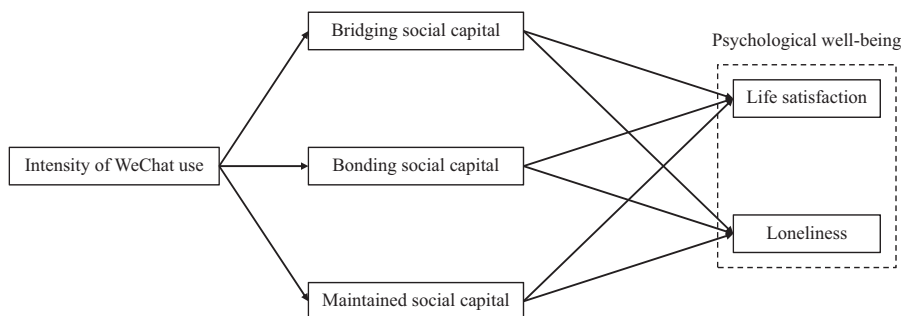 Bridging social capital
Psychological well-being
Life satisfaction
Intensity of WeChat use
Bonding social capital
Loneliness
Maintained social capital